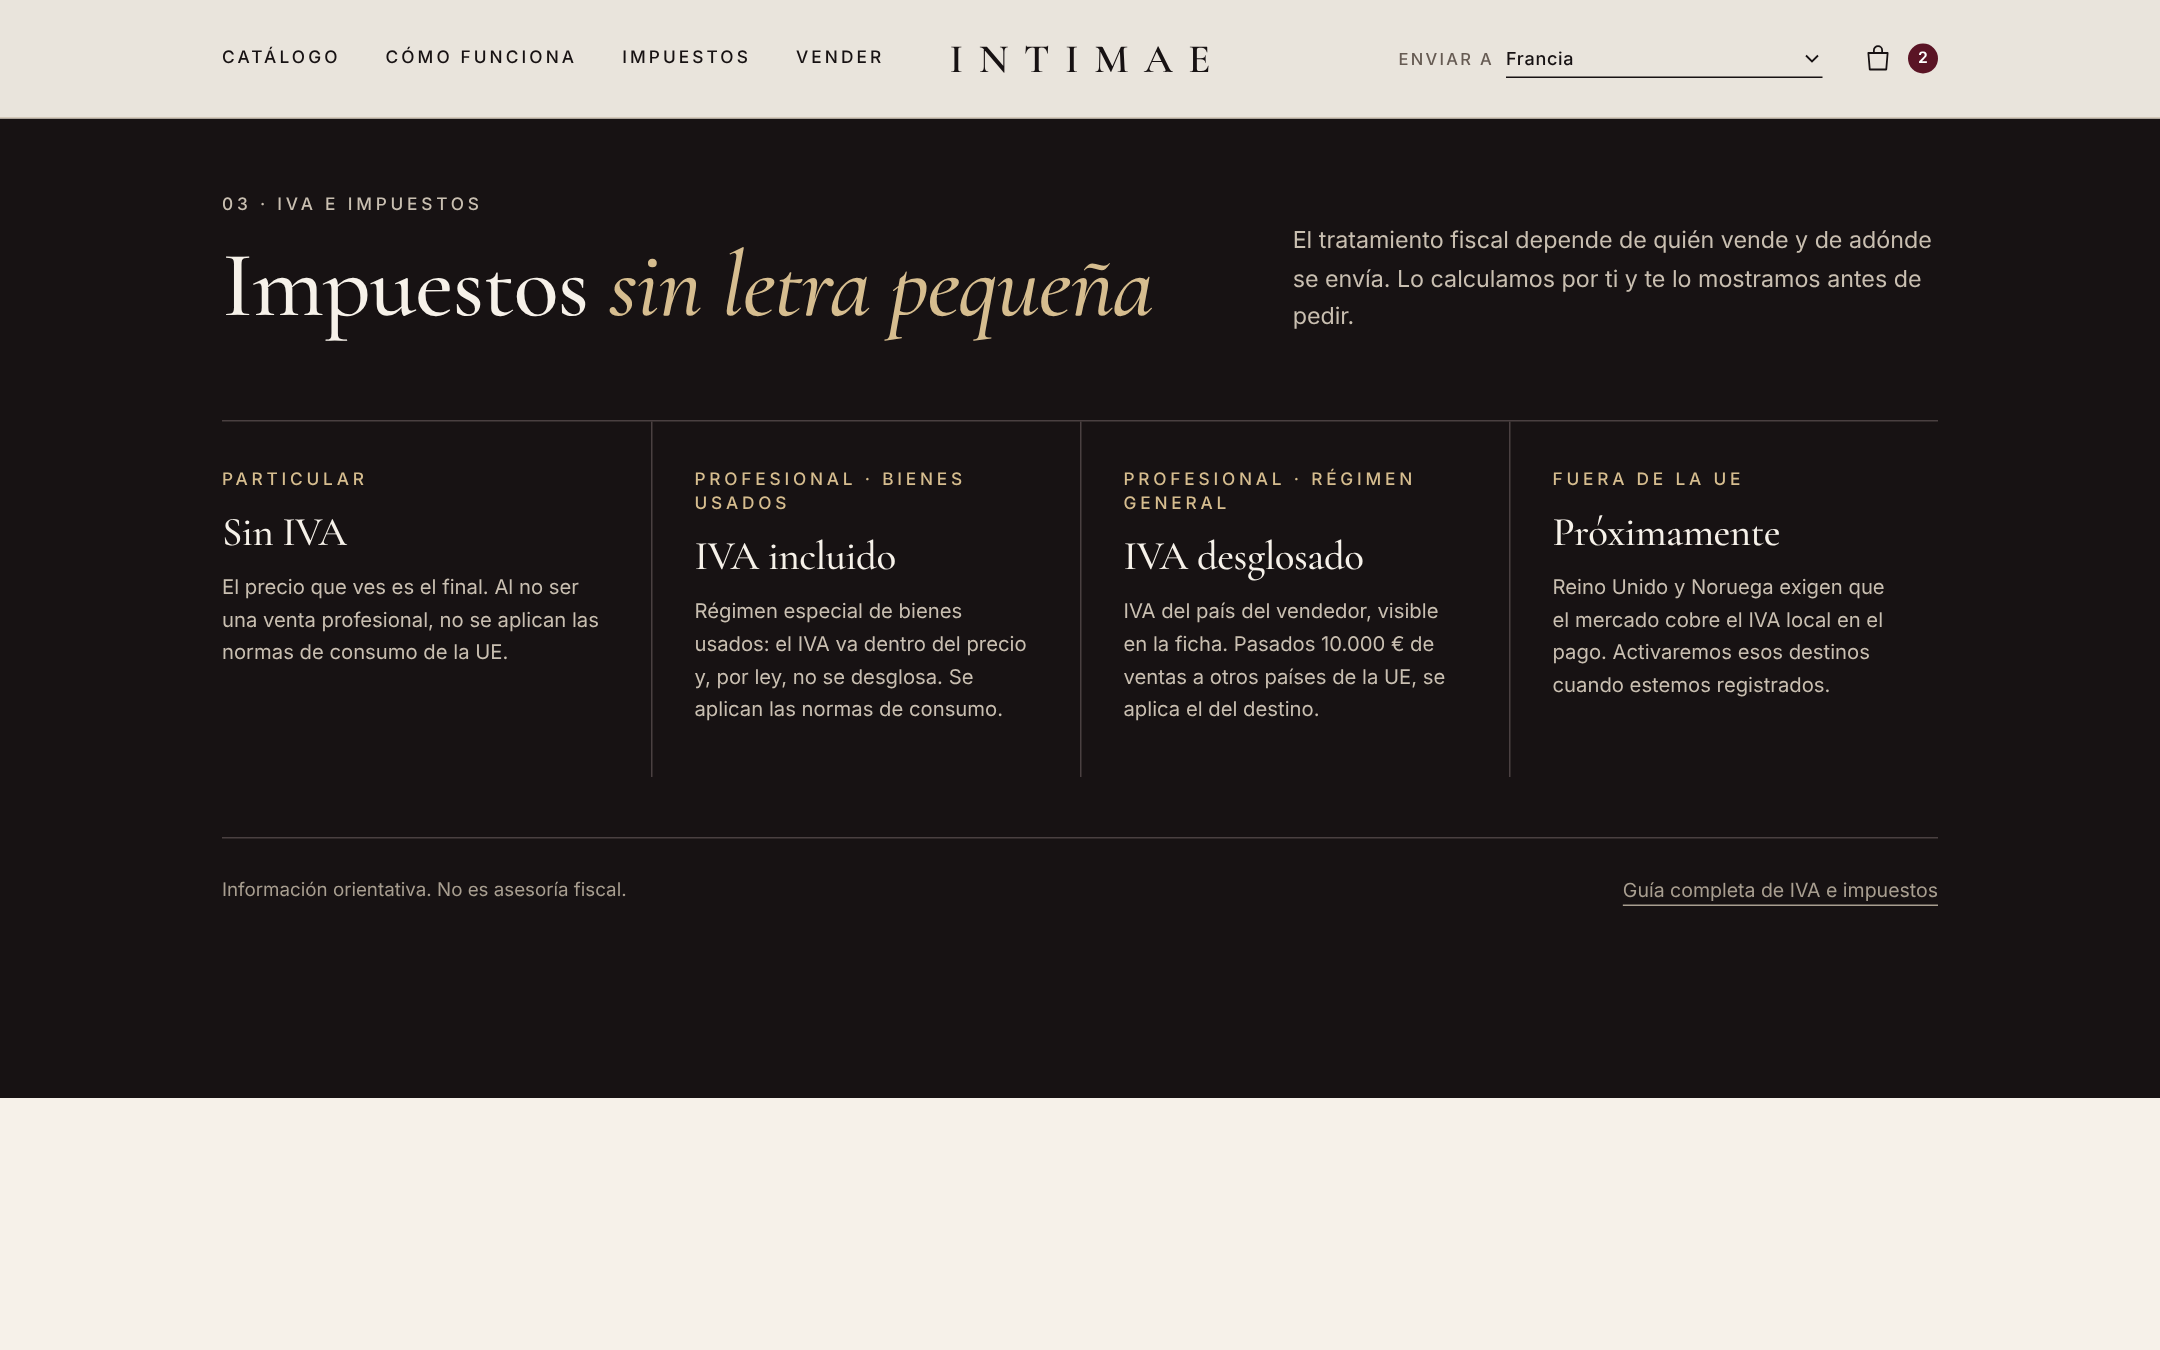 CATÁLOGO CÓMO FUNCIONA IMPUESTOS VENDER INTIMAE ENVIAR A Francia 2
03 · IVA E IMPUESTOS
Impuestos sin letra pequeña
El tratamiento fiscal depende de quién vende y de adónde
se envía. Lo calculamos por ti y te lo mostramos antes de
pedir.
PARTICULAR
Sin IVA
El precio que ves es el final. Al no ser
una venta profesional, no se aplican las
normas de consumo de la UE.
PROFESIONAL · BIENES
USADOS
IVA incluido
Régimen especial de bienes
usados: el IVA va dentro del precio
y, por ley, no se desglosa. Se
aplican las normas de consumo.
PROFESIONAL · RÉGIMEN
GENERAL
IVA desglosado
IVA del país del vendedor, visible
en la ficha. Pasados 10.000 € de
ventas a otros países de la UE, se
aplica el del destino.
FUERA DE LA UE
Próximamente
Reino Unido y Noruega exigen que
el mercado cobre el IVA local en el
pago. Activaremos esos destinos
cuando estemos registrados.
Información orientativa. No es asesoría fiscal.
Guía completa de IVA e impuestos